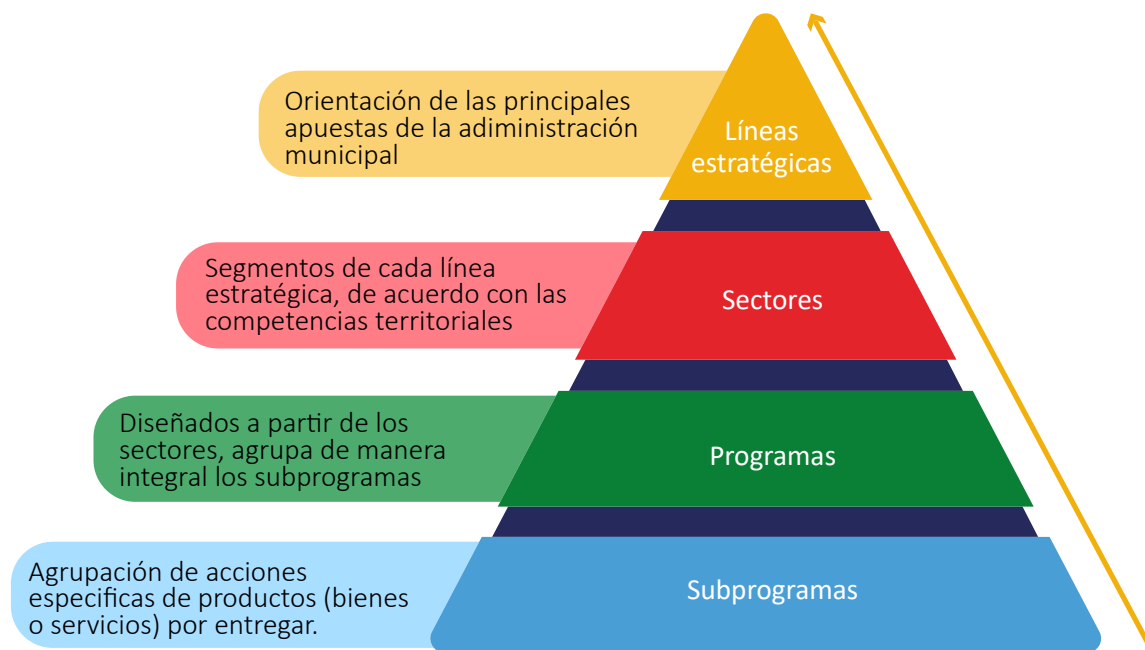 Orientación de las principales
apuestas de la adiministración
municipal
Líneas
estratégicas
Segmentos de cada línea
estratégica, de acuerdo con las
competencias territoriales
Sectores
Diseñados a partir de los
sectores, agrupa de manera
integral los subprogramas
Programas
Agrupación de acciones
especificas de productos (bienes
o servicios) por entregar.
Subprogramas